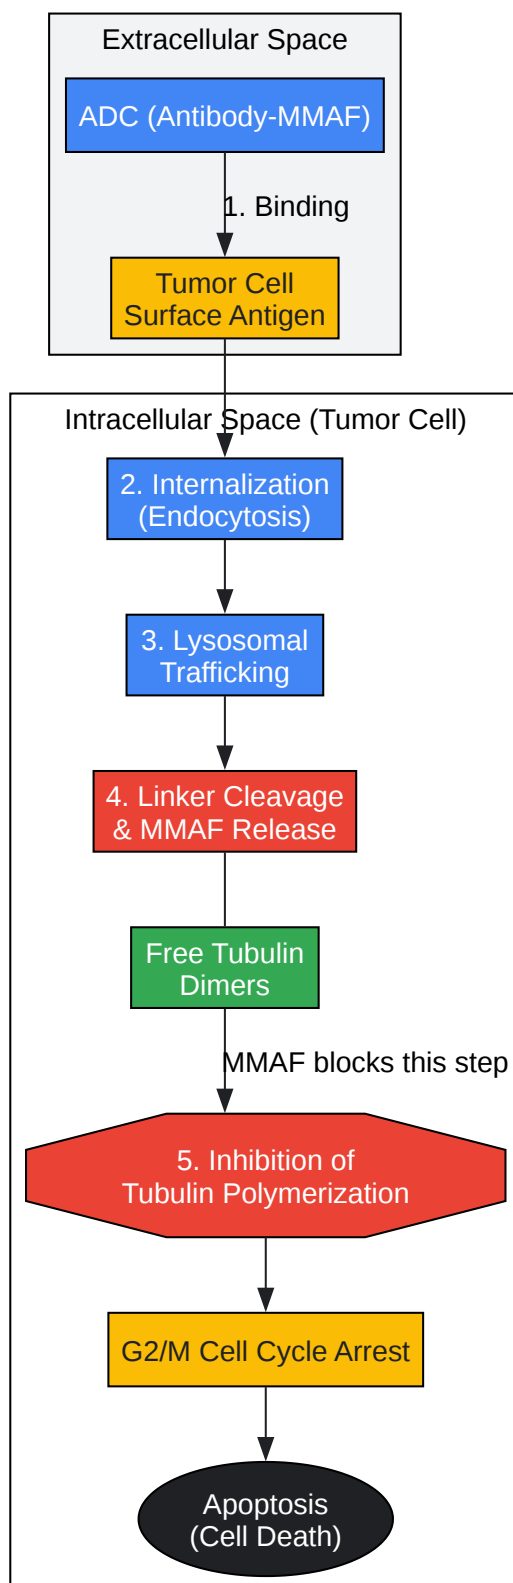 Extracellular Space
ADC (Antibody-MMAF)
1. Binding
Tumor Cell
Surface Antigen
Intracellular Space (Tumor Cell)
2. Internalization
(Endocytosis)
3. Lysosomal
Trafficking
4. Linker Cleavage
& MMAF Release
Free Tubulin
Dimers
MMAF blocks this step
5. Inhibition of
Tubulin Polymerization
G2/M Cell Cycle Arrest
Apoptosis
(Cell Death)